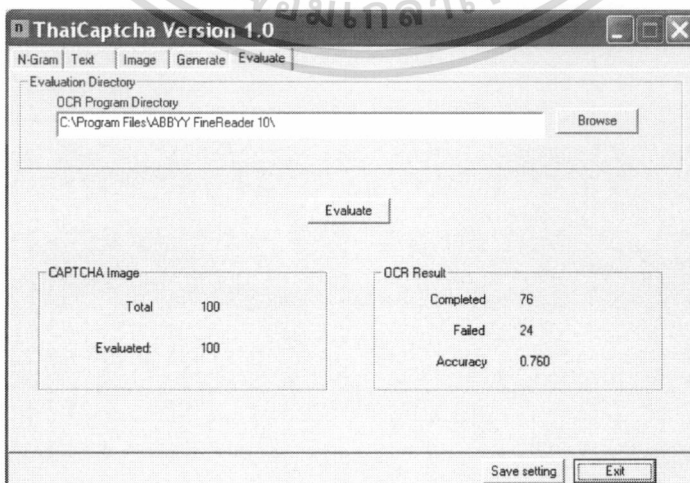 ThaiCaptcha Version 1.0
N-Gram Text Image Generate Evaluate
Evaluation Directory
OCR Program Directory
C:\Program Files\ABBYY FineReader 10\ Browse
Evaluate
CAPTCHA Image
Total 100
Evaluated: 100
OCR Result
Completed 76
Failed 24
Accuracy 0.760
Save setting Exit